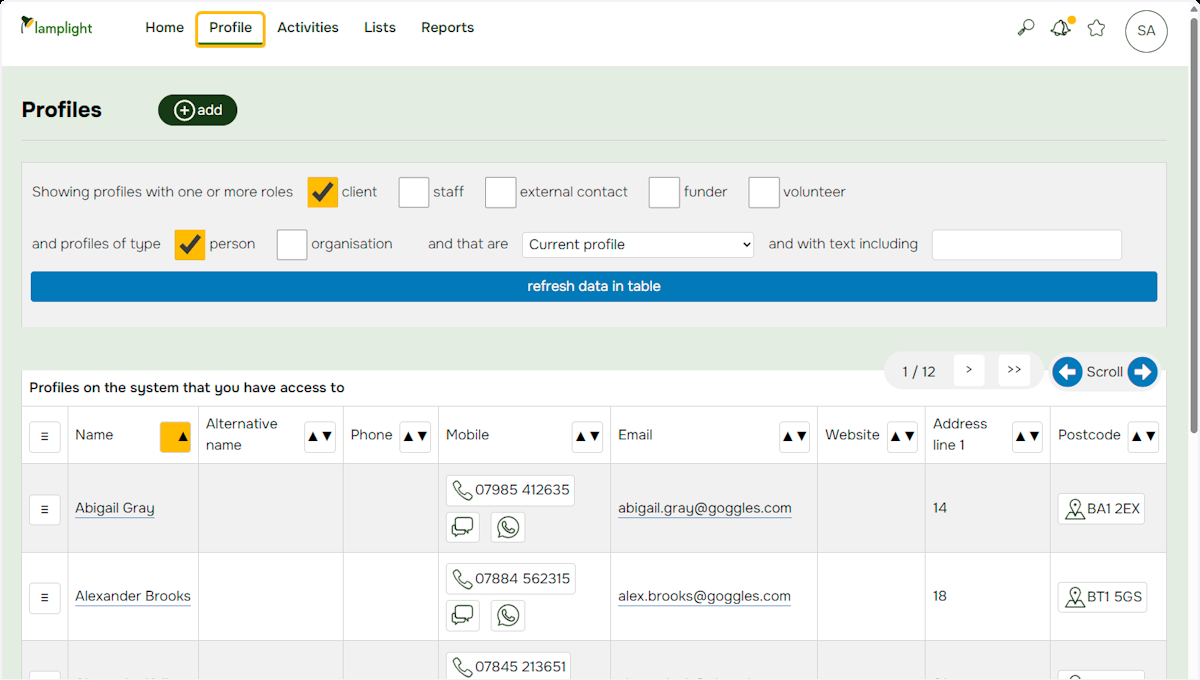 lamplight
Home Profile Activities Lists Reports
SA
Profiles
add
Showing profiles with one or more roles client staff external contact funder volunteer
and profiles of type person organisation and that are Current profile and with text including
refresh data in table
1 / 12 > >> Scroll
Profiles on the system that you have access to
Name Alternative name Phone Mobile Email Website Address line 1 Postcode
07985 412635
Abigail Gray abigail.gray@goggles.com 14 BA1 2EX
07884 562315
Alexander Brooks alex.brooks@goggles.com 18 BT1 5GS
07845 213651